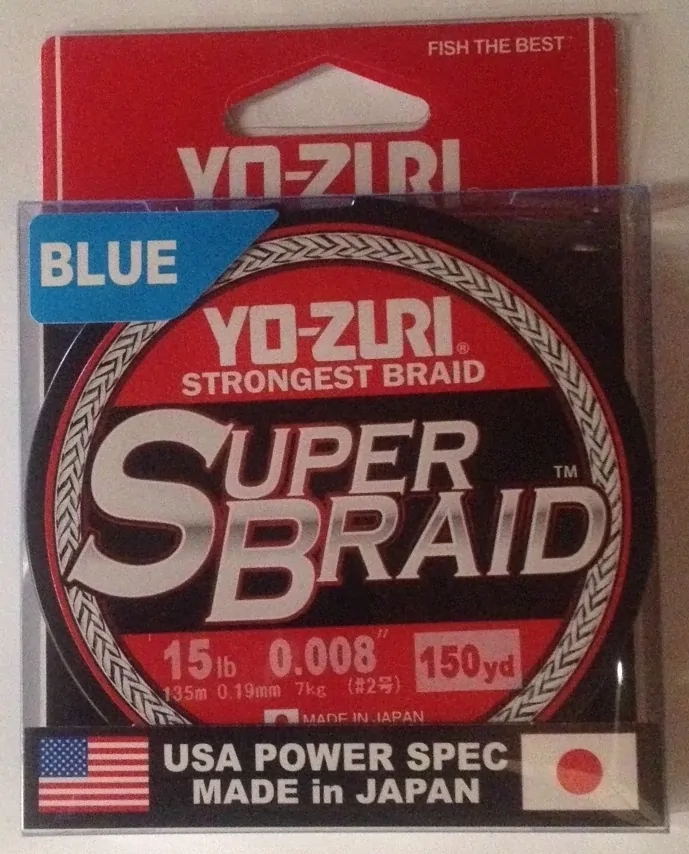 FISH THE BEST
YO-ZURI
BLUE
YO-ZURI®
STRONGEST BRAID
SUPER
BRAID™
15lb 0.008" 150yd
135m 0.19mm 7kg (#2号)
MADE IN JAPAN
USA POWER SPEC
MADE in JAPAN